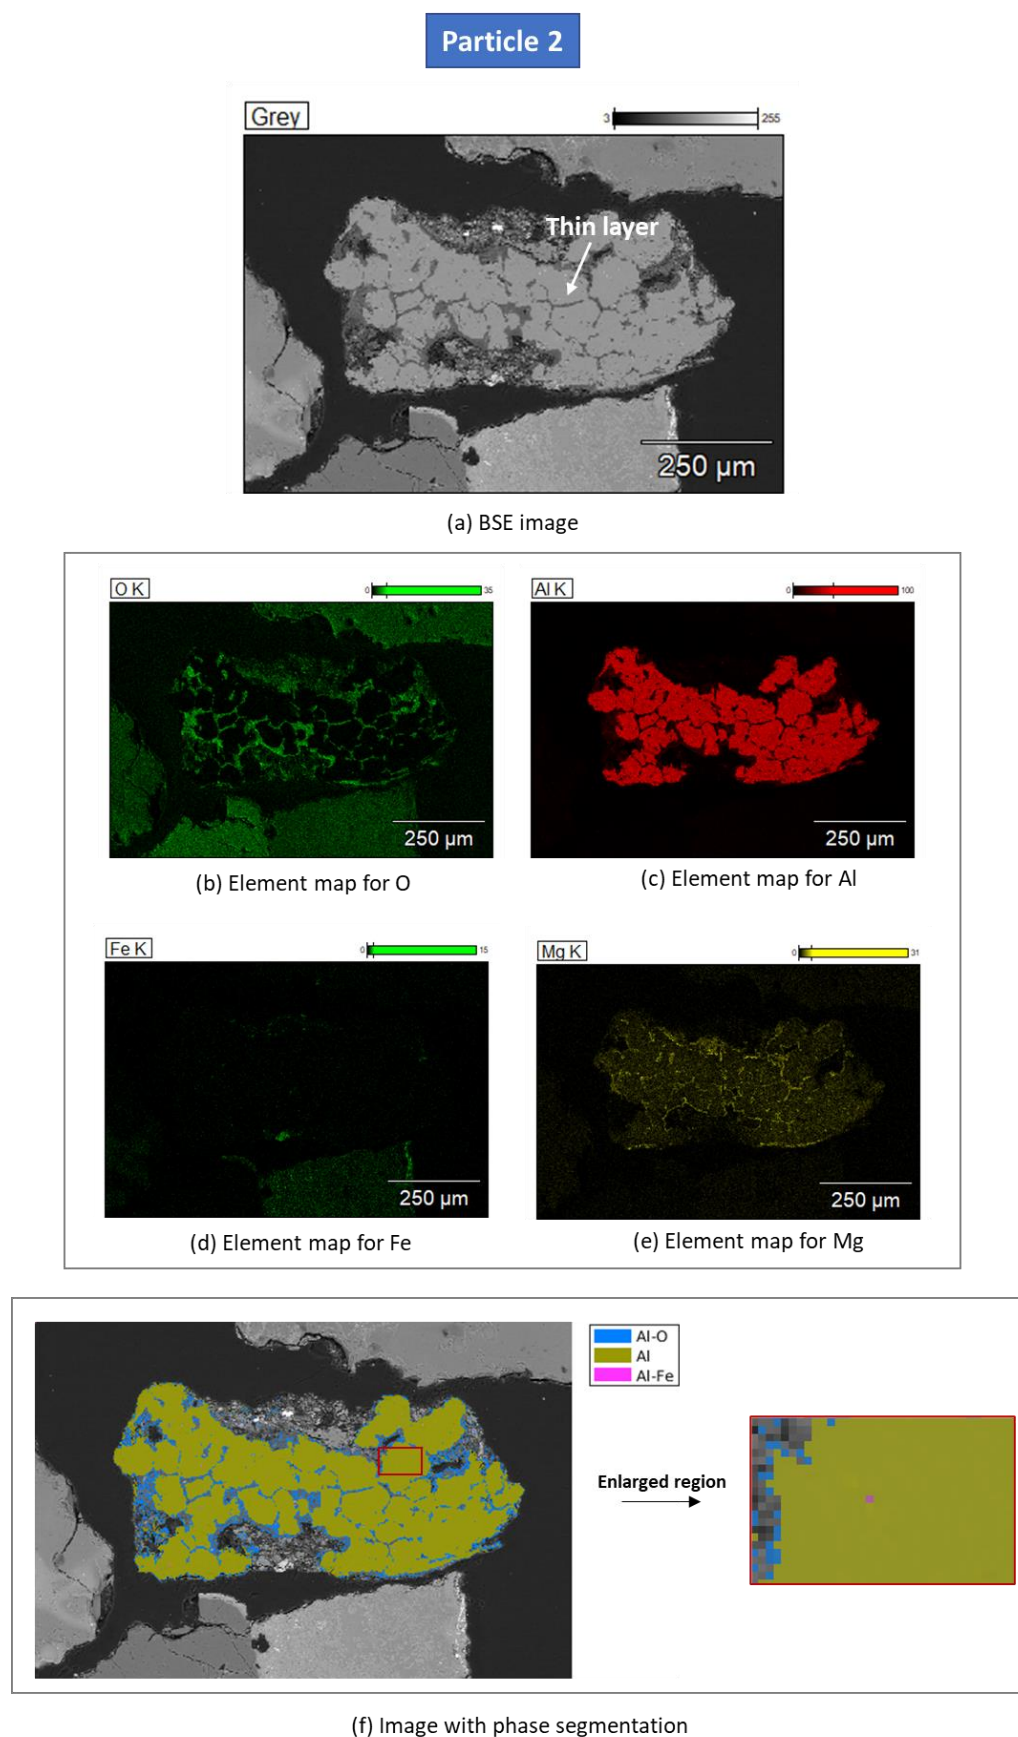 Particle 2
Grey
3 255
Thin layer
250 µm
(a) BSE image
O K
0 35
Al K
0 100
250 µm
250 µm
(b) Element map for O
(c) Element map for Al
Fe K
0 15
Mg K
0 31
250 µm
250 µm
(d) Element map for Fe
(e) Element map for Mg
Al-O
Al
Al-Fe
Enlarged region
(f) Image with phase segmentation